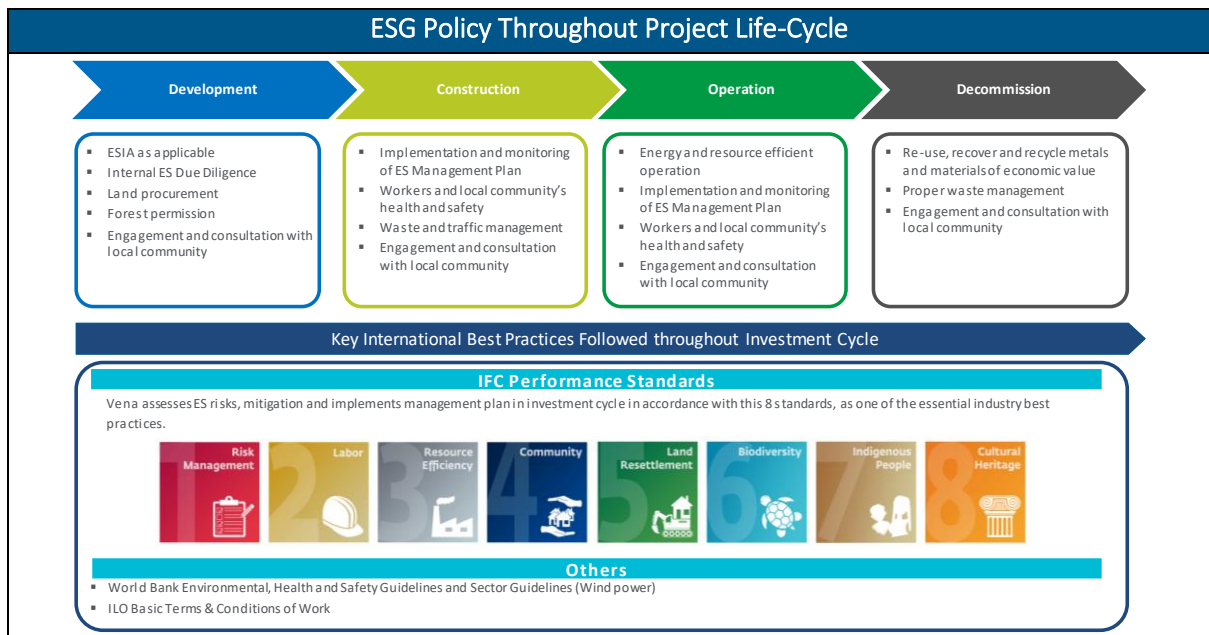 ESG Policy Throughout Project Life-Cycle
Development
Construction
Operation
Decommission
▪ ESIA as applicable
▪ Internal ES Due Diligence
▪ Land procurement
▪ Forest permission
▪ Engagement and consultation with
local community
▪ Implementation and monitoring
of ES Management Plan
▪ Workers and local community's
health and safety
▪ Waste and traffic management
▪ Engagement and consultation
with local community
▪ Energy and resource efficient
operation
▪ Implementation and monitoring
of ES Management Plan
▪ Workers and local community's
health and safety
▪ Engagement and consultation
with local community
▪ Re-use, recover and recycle metals
and materials of economic value
▪ Proper waste management
▪ Engagement and consultation with
local community
Key International Best Practices Followed throughout Investment Cycle
IFC Performance Standards
Vena assesses ES risks, mitigation and implements management plan in investment cycle in accordance with this 8 standards, as one of the essential industry best
practices.
1
Risk
Management
2
Labor
3
Resource
Efficiency
4
Community
5
Land
Resettlement
6
Biodiversity
7
Indigenous
People
8
Cultural
Heritage
Others
▪ World Bank Environmental, Health and Safety Guidelines and Sector Guidelines (Wind power)
▪ ILO Basic Terms & Conditions of Work